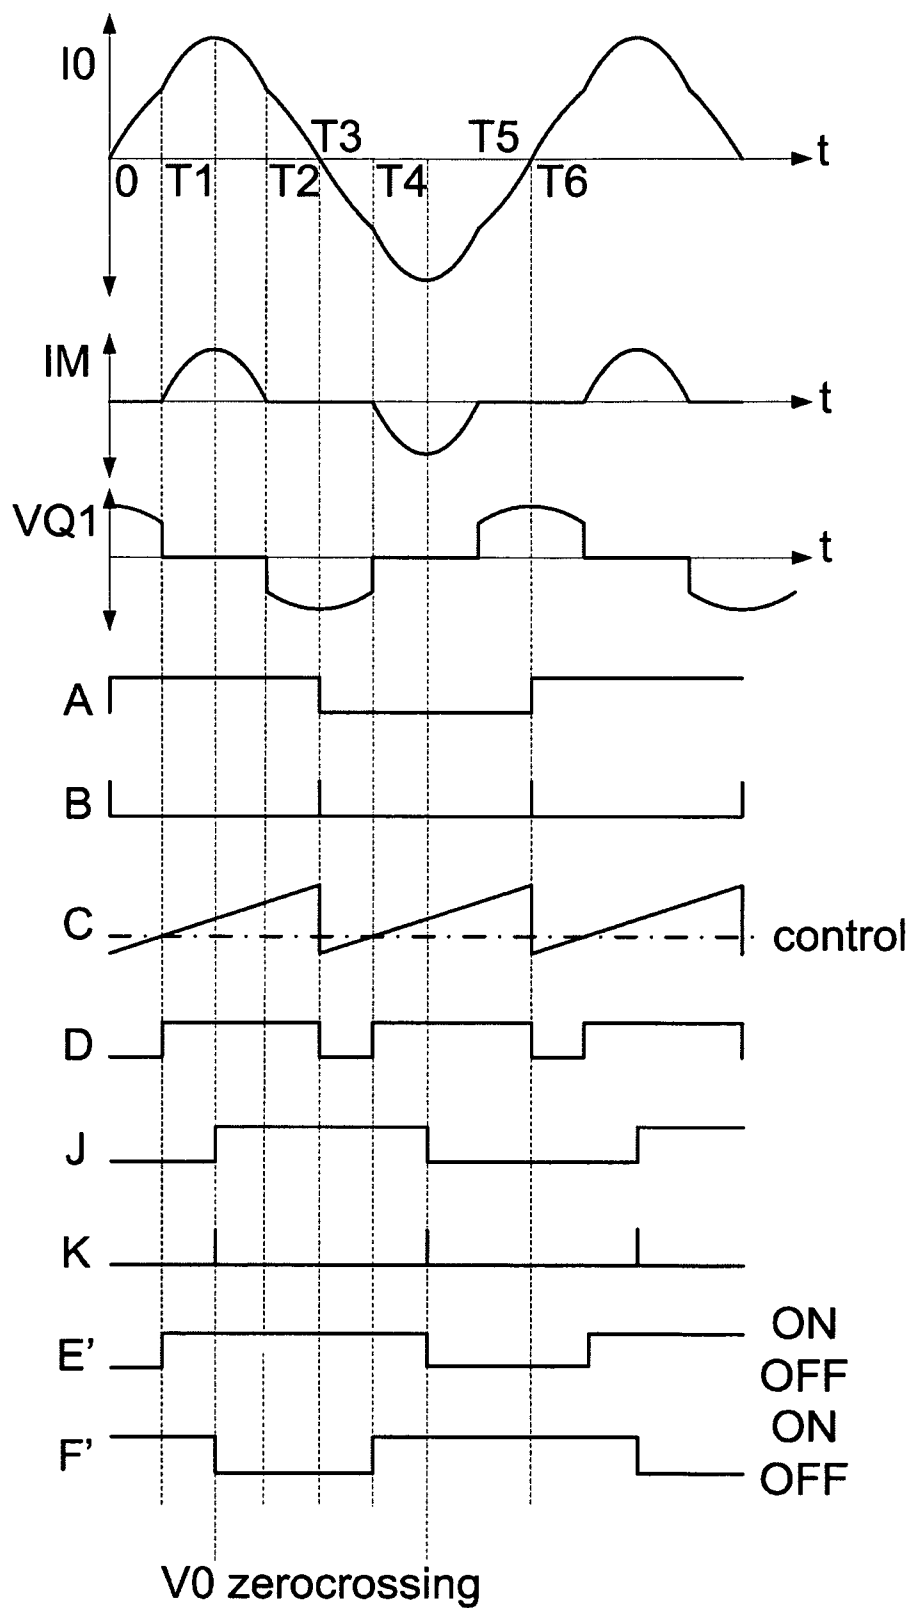 I0
T3
T5
t
0
T1
T2
T4
T6
IM
t
VQ1
t
A
B
C
control
D
J
K
E’
ON
OFF
F’
ON
OFF
V0 zerocrossing